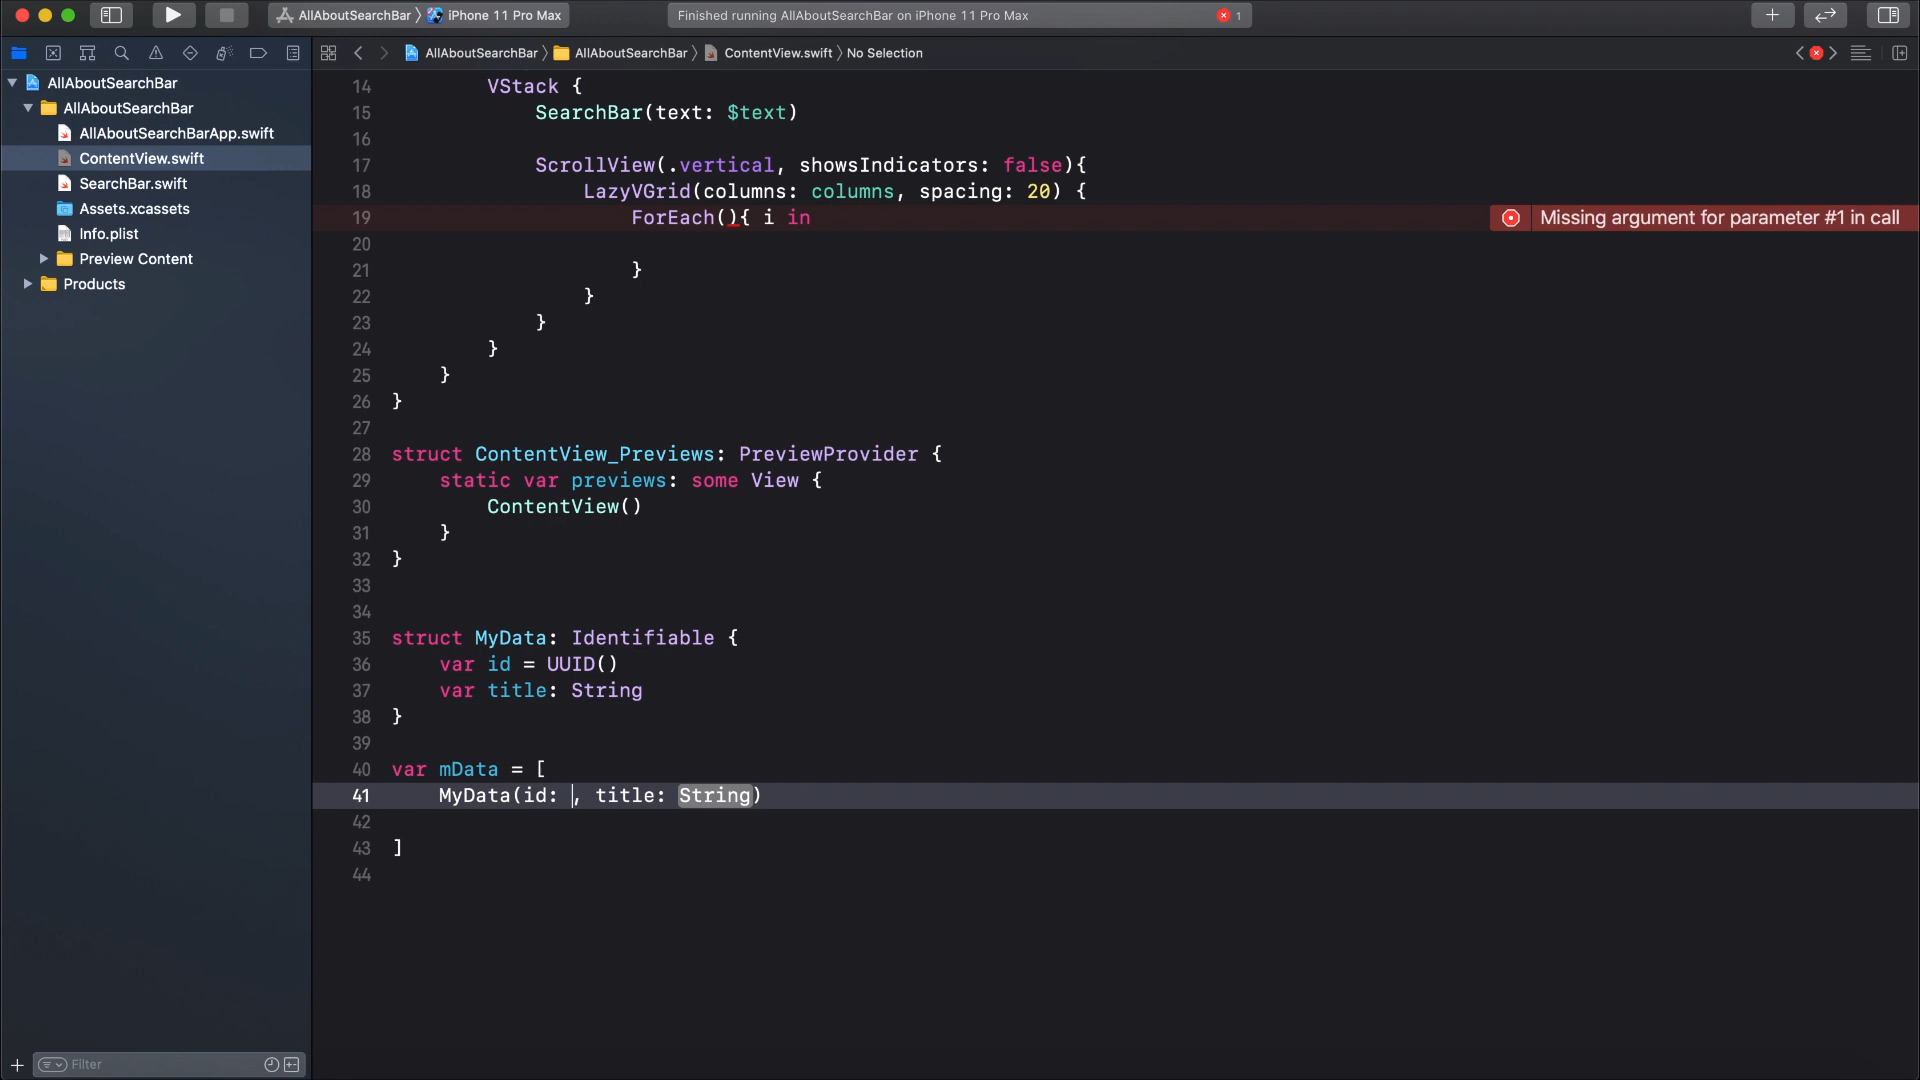 AllAboutSearchBar 〉 iPhone 11 Pro Max
Finished running AllAboutSearchBar on iPhone 11 Pro Max
1
AllAboutSearchBar 〉 AllAboutSearchBar 〉 ContentView.swift 〉 No Selection
AllAboutSearchBar
AllAboutSearchBar
AllAboutSearchBarApp.swift
ContentView.swift
SearchBar.swift
Assets.xcassets
Info.plist
Preview Content
Products
14 VStack {
15 SearchBar(text: $text)
16
17 ScrollView(.vertical, showsIndicators: false){
18 LazyVGrid(columns: columns, spacing: 20) {
19 ForEach(){ i in
Missing argument for parameter #1 in call
20
21 }
22 }
23 }
24 }
25 }
26 }
27
28 struct ContentView_Previews: PreviewProvider {
29 static var previews: some View {
30 ContentView()
31 }
32 }
33
34
35 struct MyData: Identifiable {
36 var id = UUID()
37 var title: String
38 }
39
40 var mData = [
41 MyData(id: , title: String)
42
43 ]
44
Filter